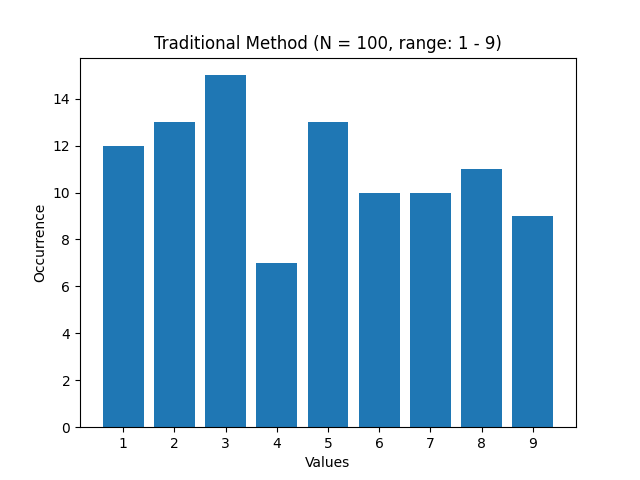 Traditional Method (N = 100, range: 1 - 9)
Occurrence
14
12
10
8
6
4
2
0
1 2 3 4 5 6 7 8 9
Values